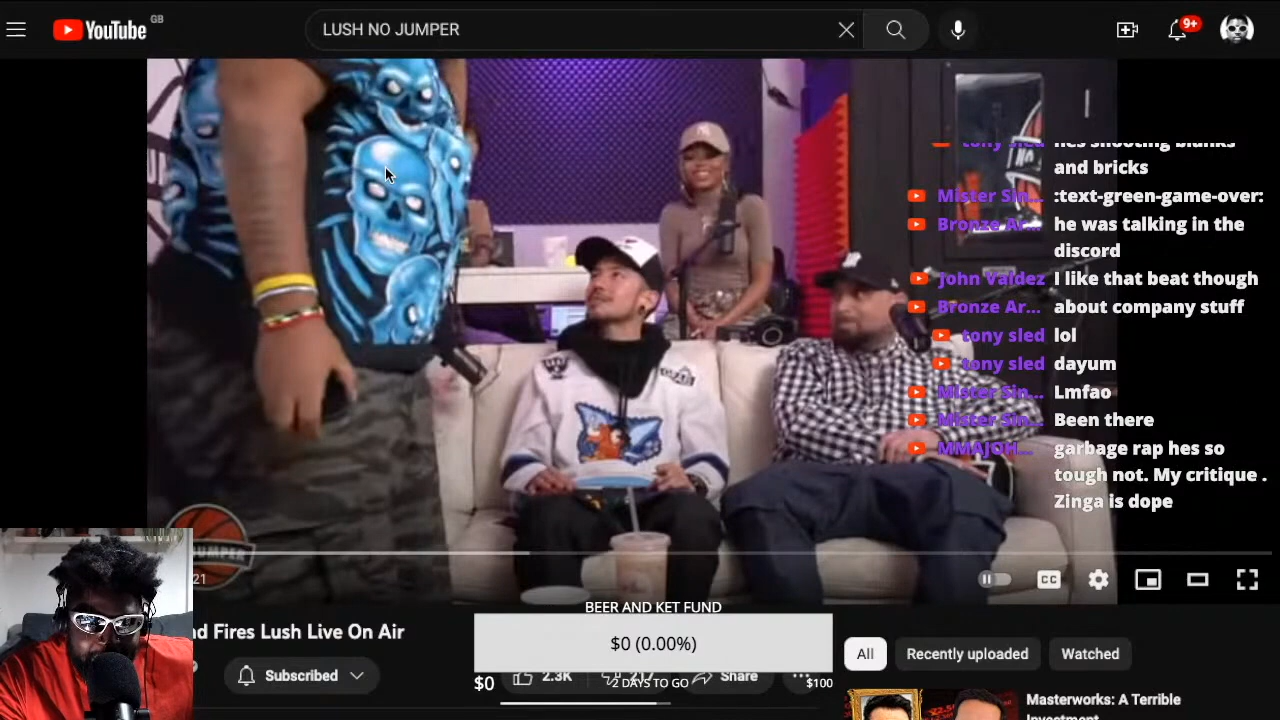 YouTube GB
LUSH NO JUMPER
9+
and bricks
Mister Sin... :text-green-game-over:
Bronze Ar... he was talking in the
discord
John Valdez I like that beat though
Bronze Ar... about company stuff
tony sled lol
tony sled dayum
Mister Sin... Lmfao
Mister Sin... Been there
MMAJOH... garbage rap hes so
tough not. My critique .
Zinga is dope
UMPER
21
CC
BEER AND KET FUND
nd Fires Lush Live On Air
$0 (0.00%)
All
Recently uploaded
Watched
Subscribed
$0
2.3K
2 DAYS TO GO
Share
$100
Masterworks: A Terrible